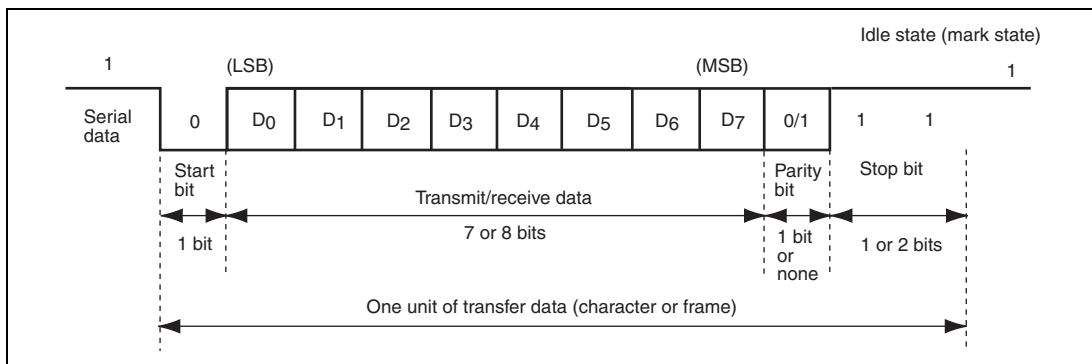 Idle state (mark state)
1 (LSB) (MSB) 1
Serial data
0 D0 D1 D2 D3 D4 D5 D6 D7 0/1 1 1
Start bit
Parity bit
Stop bit
Transmit/receive data
1 bit
7 or 8 bits
1 bit or none
1 or 2 bits
One unit of transfer data (character or frame)